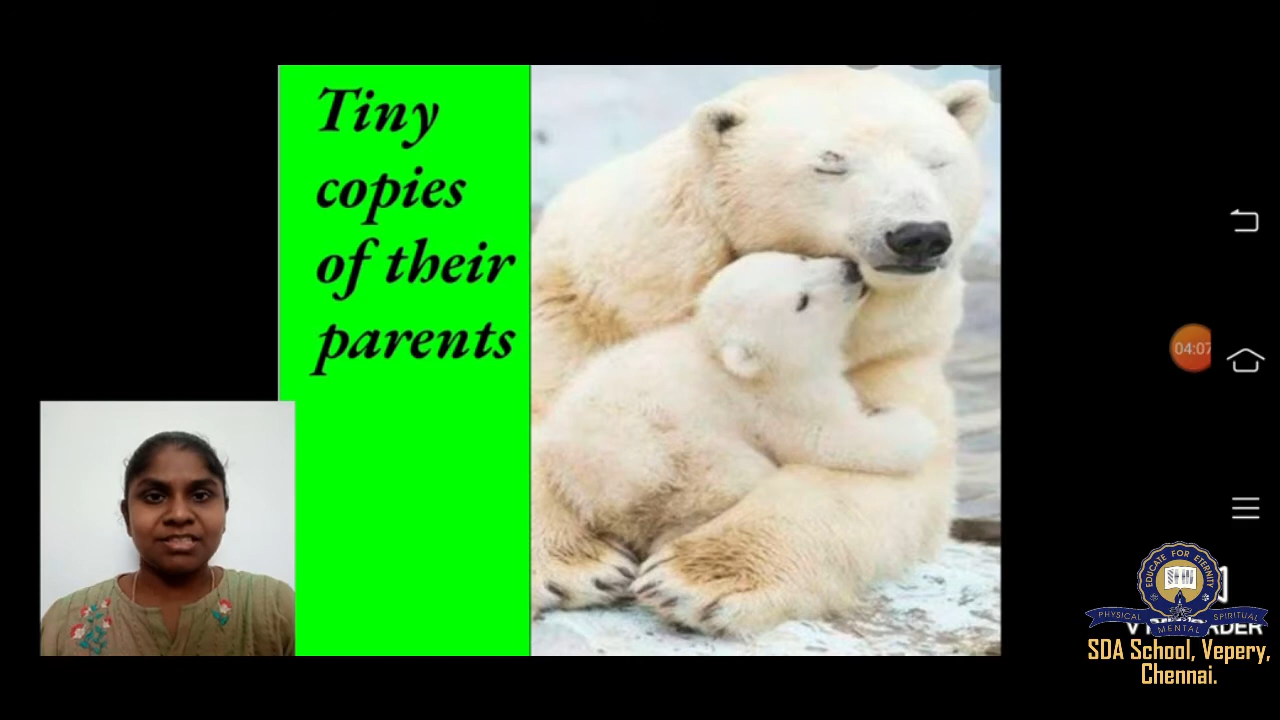 Tiny
copies
of their
parents
04:07
EDUCATE FOR ETERNITY
PHYSICAL
MENTAL
SPIRITUAL
SDA School, Vepery,
Chennai.